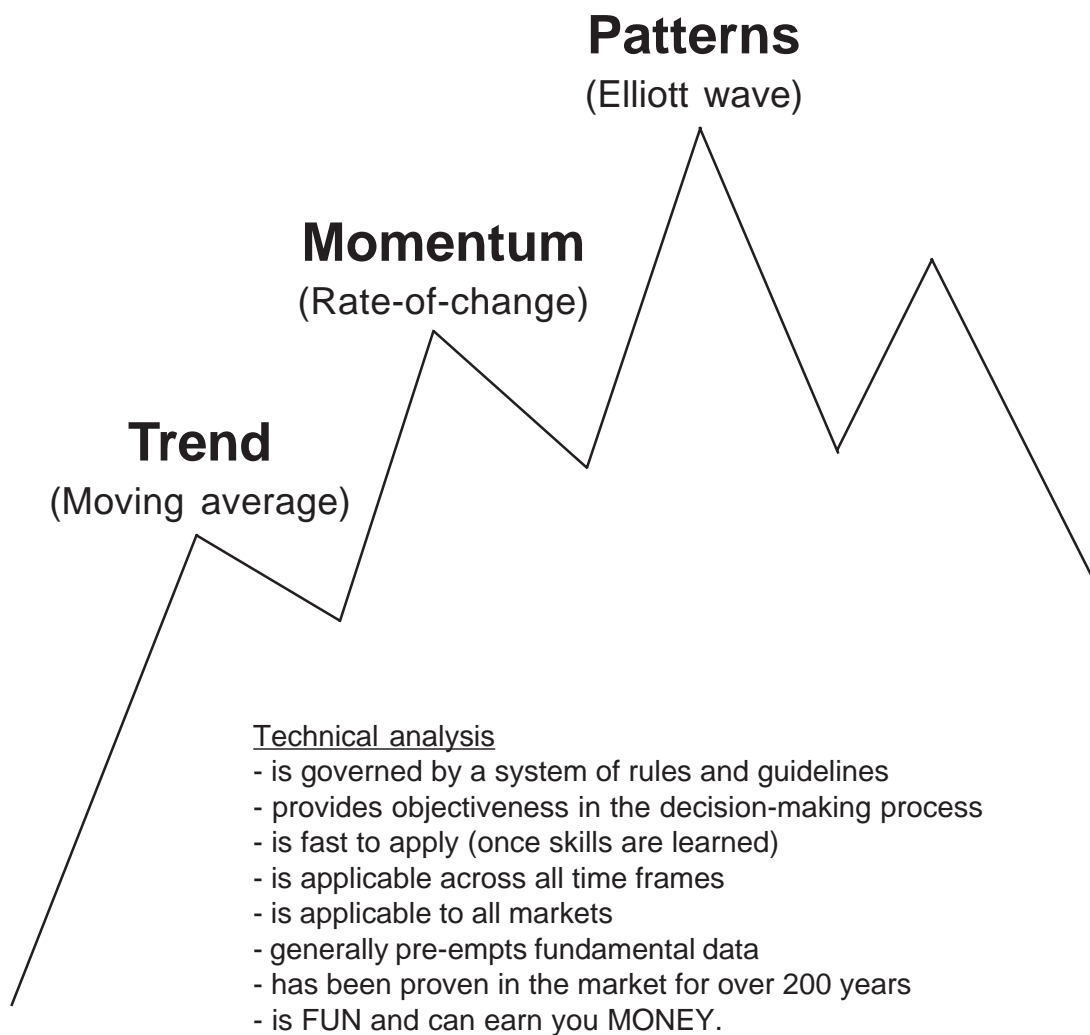 Patterns
(Elliott wave)
Momentum
(Rate-of-change)
Trend
(Moving average)
Technical analysis
- is governed by a system of rules and guidelines
- provides objectiveness in the decision-making process
- is fast to apply (once skills are learned)
- is applicable across all time frames
- is applicable to all markets
- generally pre-empts fundamental data
- has been proven in the market for over 200 years
- is FUN and can earn you MONEY.